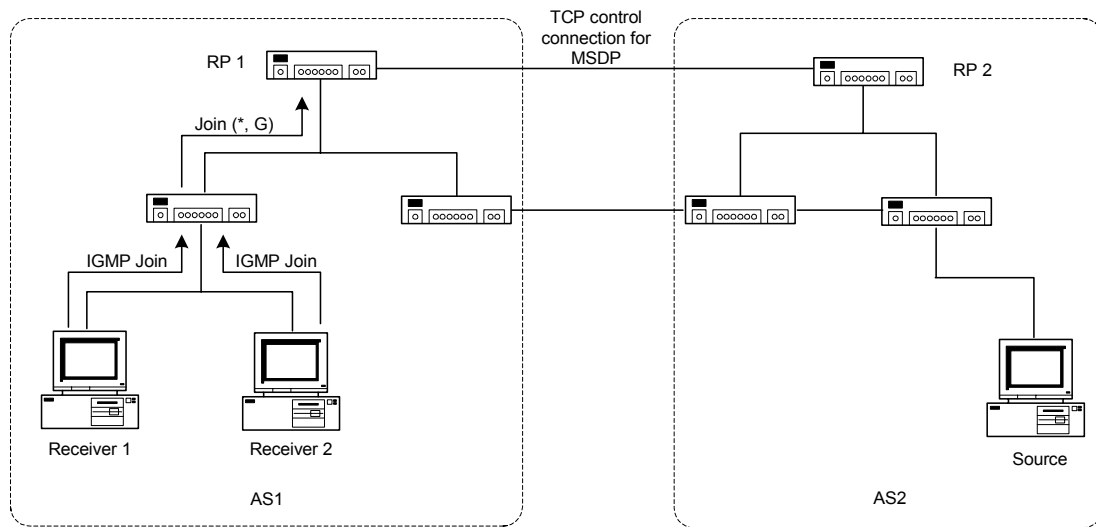 TCP control
connection for
MSDP
RP 1
RP 2
Join (*, G)
IGMP Join
IGMP Join
Receiver 1
Receiver 2
Source
AS1
AS2